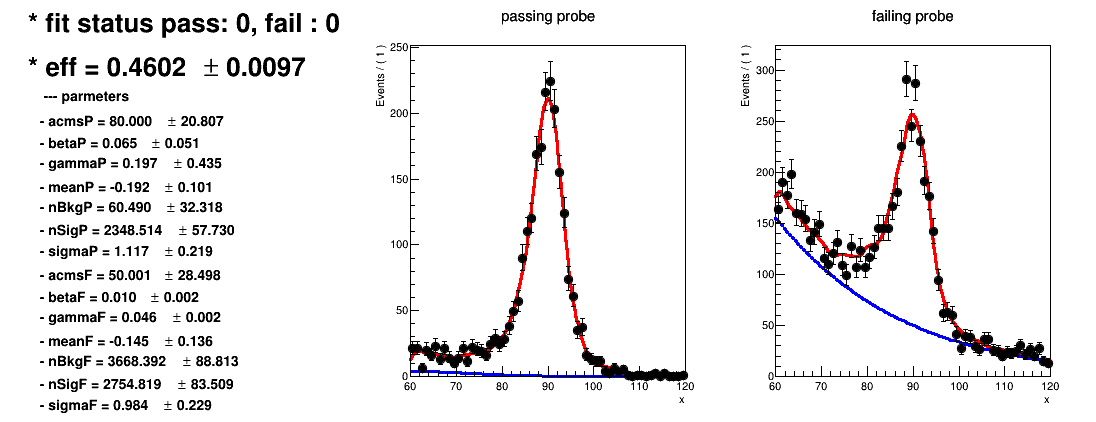 * fit status pass: 0, fail : 0
* eff = 0.4602 ± 0.0097
--- parmeters
- acmsP = 80.000 ± 20.807
- betaP = 0.065 ± 0.051
- gammaP = 0.197 ± 0.435
- meanP = -0.192 ± 0.101
- nBkgP = 60.490 ± 32.318
- nSigP = 2348.514 ± 57.730
- sigmaP = 1.117 ± 0.219
- acmsF = 50.001 ± 28.498
- betaF = 0.010 ± 0.002
- gammaF = 0.046 ± 0.002
- meanF = -0.145 ± 0.136
- nBkgF = 3668.392 ± 88.813
- nSigF = 2754.819 ± 83.509
- sigmaF = 0.984 ± 0.229
passing probe
Events / ( 1 )
250
200
150
100
50
0
60 70 80 90 100 110 120
x
failing probe
Events / ( 1 )
300
250
200
150
100
50
0
60 70 80 90 100 110 120
x